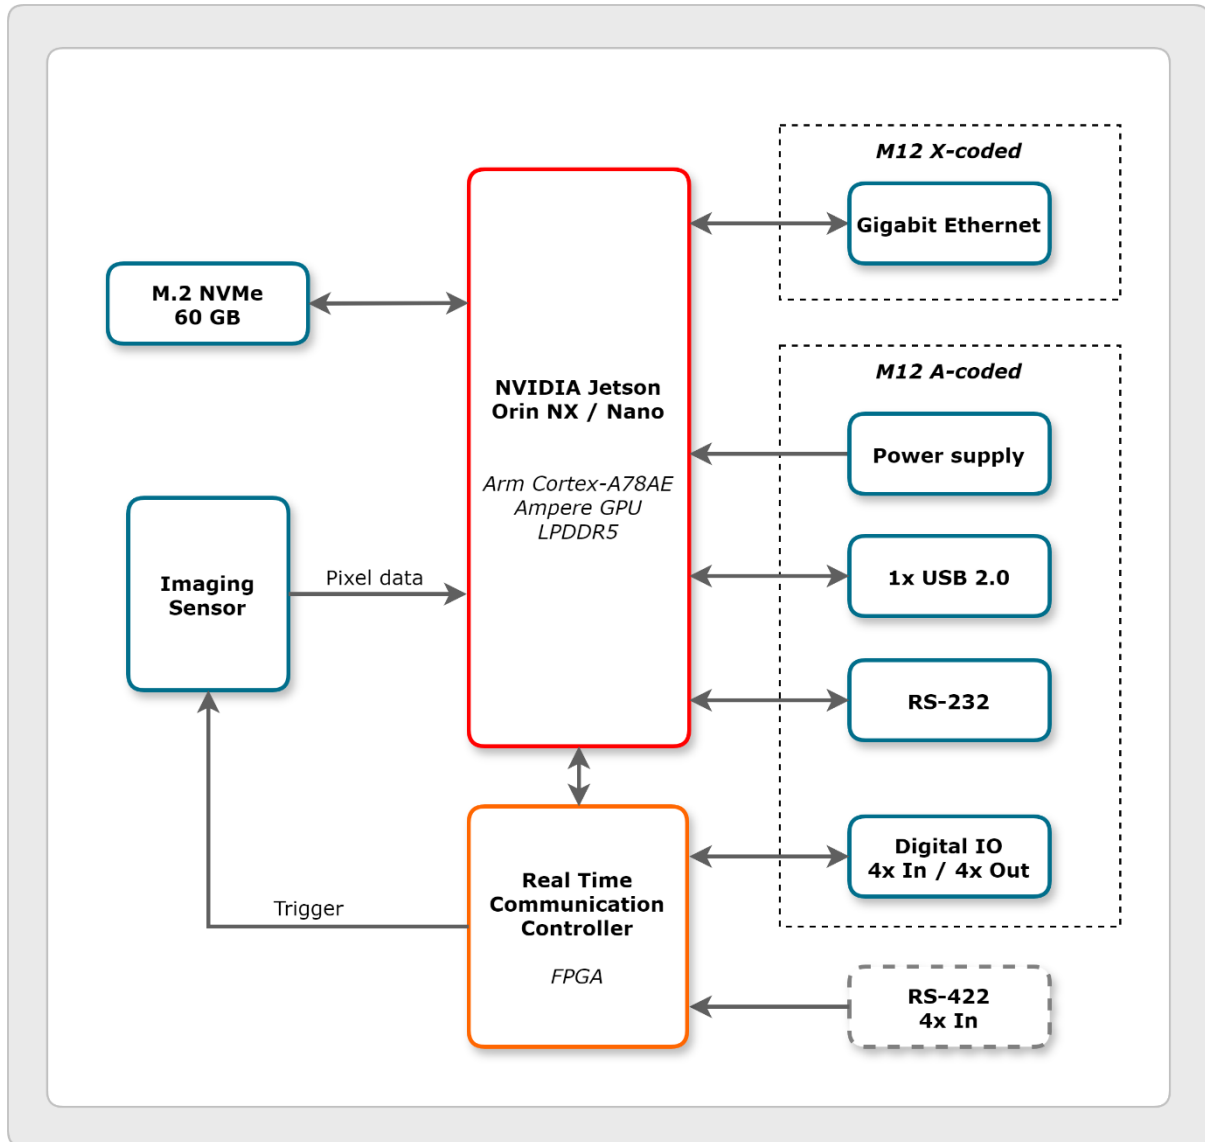 M12 X-coded
Gigabit Ethernet
M.2 NVMe
60 GB
NVIDIA Jetson
Orin NX / Nano
Arm Cortex-A78AE
Ampere GPU
LPDDR5
M12 A-coded
Power supply
1x USB 2.0
RS-232
Digital IO
4x In / 4x Out
Imaging
Sensor
Pixel data
Trigger
Real Time
Communication
Controller
FPGA
RS-422
4x In